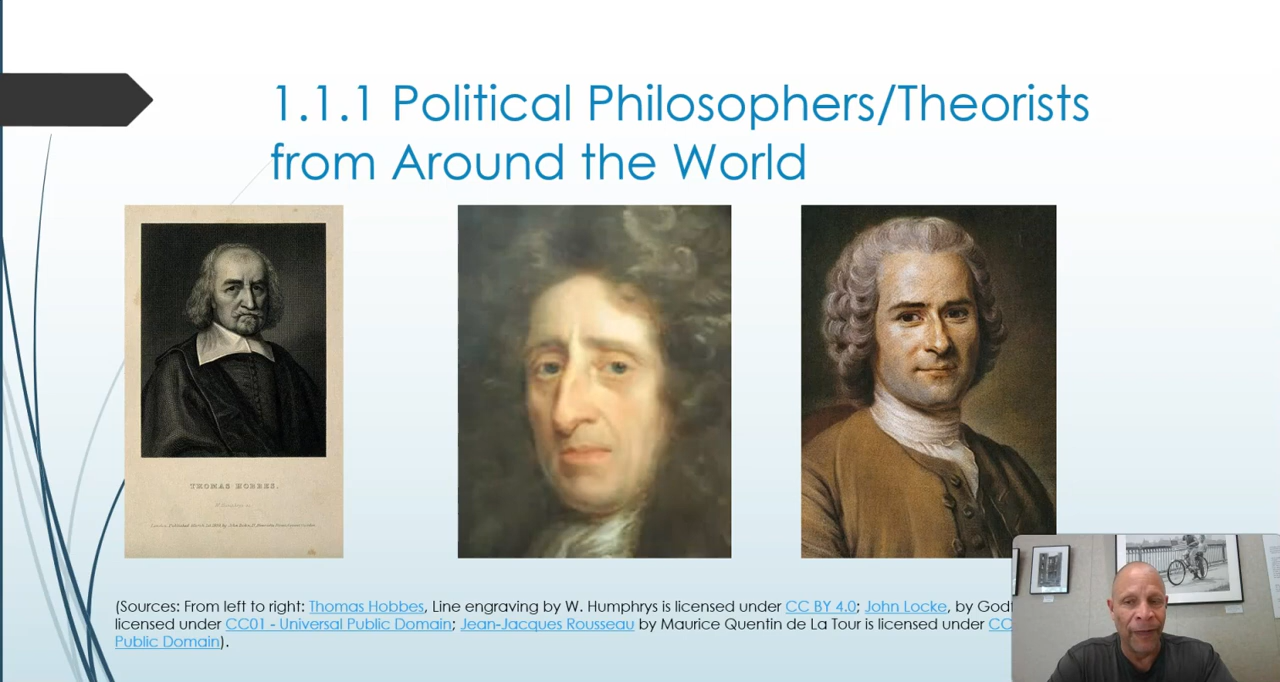 1.1.1 Political Philosophers/Theorists
from Around the World
THOMAS HOBBES.
(Sources: From left to right: Thomas Hobbes, Line engraving by W. Humphrys is licensed under CC BY 4.0; John Locke, by
licensed under CC01 - Universal Public Domain; Jean-Jacques Rousseau by Maurice Quentin de La Tour is licensed under CC
Public Domain).